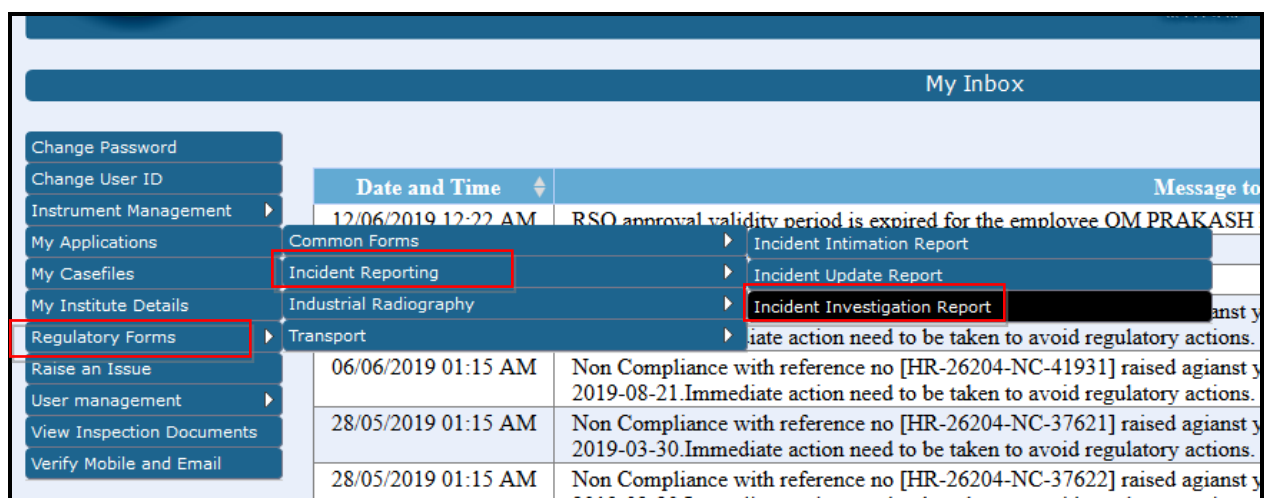 My Inbox
Change Password
Change User ID
Instrument Management
My Applications
My Casefiles
My Institute Details
Regulatory Forms
Raise an Issue
User management
View Inspection Documents
Verify Mobile and Email
Common Forms
Incident Reporting
Industrial Radiography
Transport
Incident Intimation Report
Incident Update Report
Incident Investigation Report
Date and Time Message to
12/06/2019 12:22 AM RSO approval validity period is expired for the employee OM PRAKASH
anst y
iate action need to be taken to avoid regulatory actions.
06/06/2019 01:15 AM Non Compliance with reference no [HR-26204-NC-41931] raised agianst y
2019-08-21.Immediate action need to be taken to avoid regulatory actions.
28/05/2019 01:15 AM Non Compliance with reference no [HR-26204-NC-37621] raised agianst y
2019-03-30.Immediate action need to be taken to avoid regulatory actions.
28/05/2019 01:15 AM Non Compliance with reference no [HR-26204-NC-37622] raised agianst y